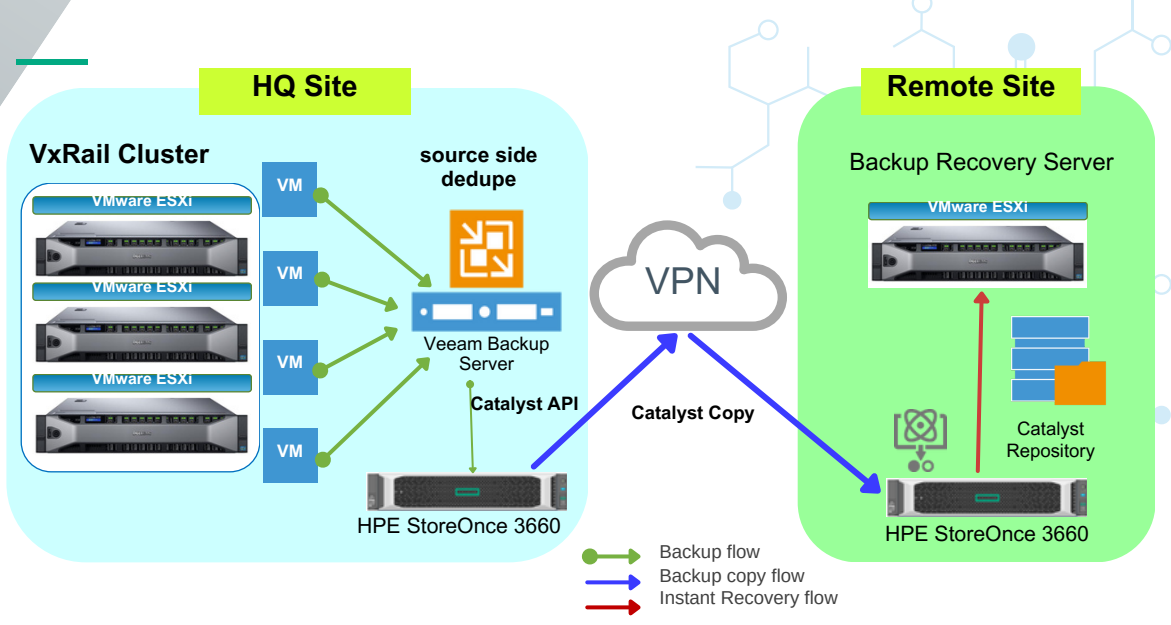 HQ Site
Remote Site
VxRail Cluster
source side
dedupe
Backup Recovery Server
VMware ESXi
VMware ESXi
VMware ESXi
VM
VM
VM
VM
VMware ESXi
VPN
Veeam Backup
Server
Catalyst API
Catalyst Copy
Catalyst
Repository
HPE StoreOnce 3660
HPE StoreOnce 3660
Backup flow
Backup copy flow
Instant Recovery flow